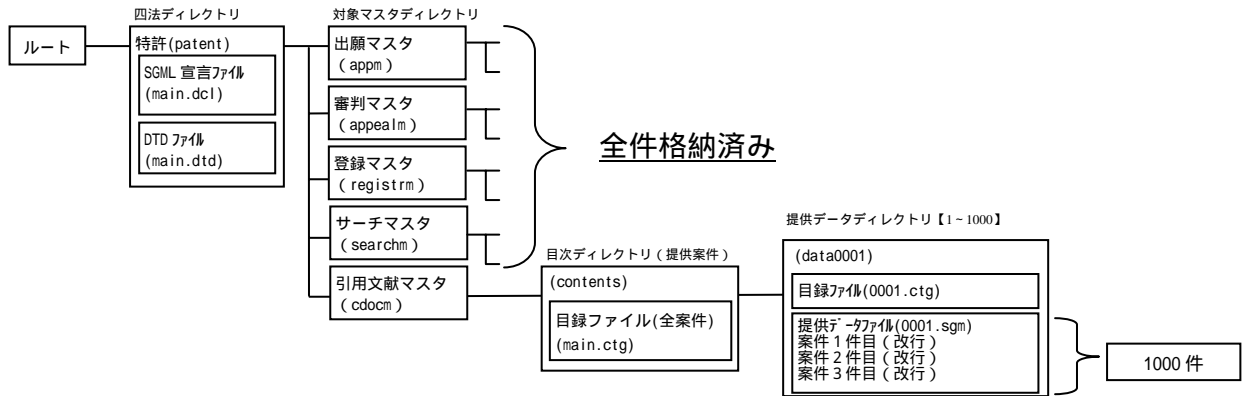 四法ディレクトリ
対象マスタディレクトリ
ルート
特許(patent)
SGML 宣言ファイル
(main.dcl)
DTD ファイル
(main.dtd)
出願マスタ
(appm)
審判マスタ
(appealm)
登録マスタ
(registrm)
サーチマスタ
(searchm)
引用文献マスタ
(cdocm)
全件格納済み
目次ディレクトリ(提供案件)
(contents)
目録ファイル(全案件)
(main.ctg)
提供データディレクトリ【1~1000】
(data0001)
目録ファイル(0001.ctg)
提供データファイル(0001.sgm)
案件1件目(改行)
案件2件目(改行)
案件3件目(改行)
1000 件